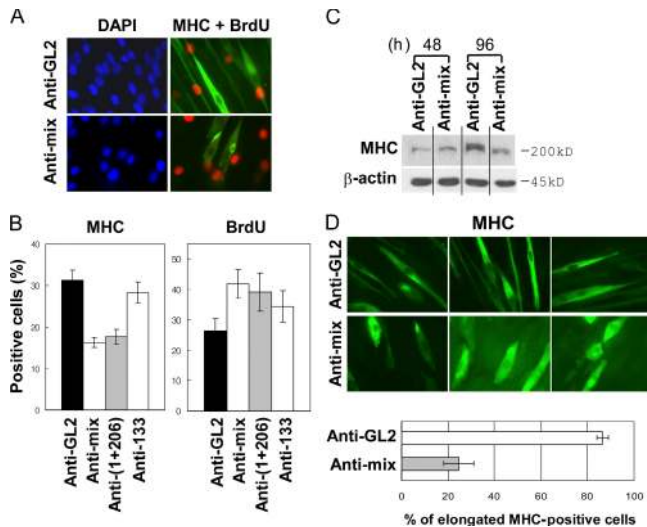 A
DAPI
MHC + BrdU
Anti-GL2
Anti-mix
B
MHC
BrdU
Positive cells (%)
40
30
20
10
0
50
40
30
20
10
0
Anti-GL2
Anti-mix
Anti-(1+206)
Anti-133
Anti-GL2
Anti-mix
Anti-(1+206)
Anti-133
C
(h) 48 96
Anti-GL2
Anti-mix
Anti-GL2
Anti-mix
MHC
-200kD
β-actin
-45kD
D
MHC
Anti-GL2
Anti-mix
Anti-GL2
Anti-mix
0 20 40 60 80 100
% of elongated MHC-positive cells